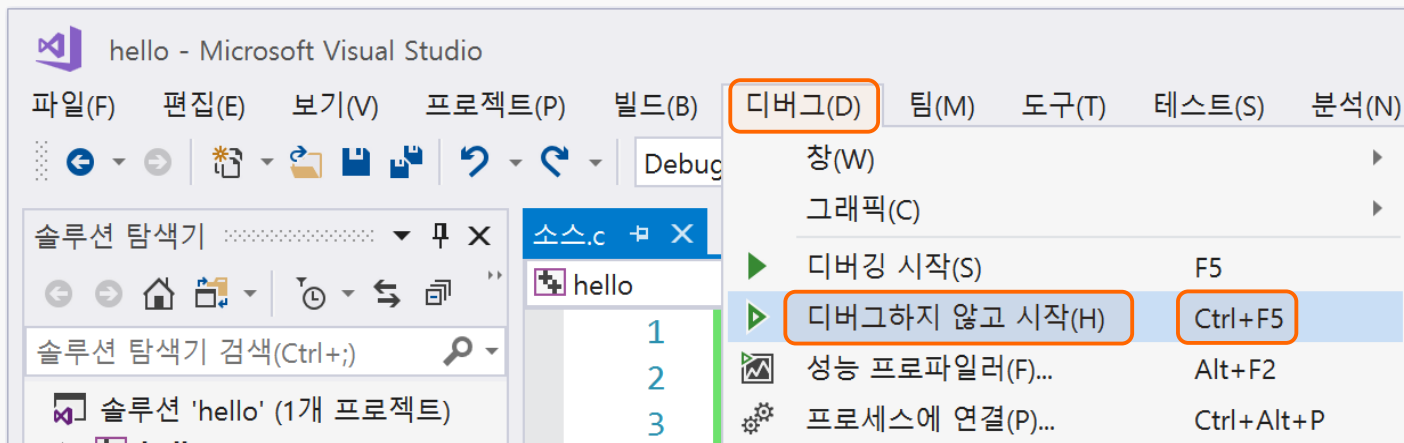 hello - Microsoft Visual Studio
파일(F) 편집(E) 보기(V) 프로젝트(P) 빌드(B) 디버그(D) 팀(M) 도구(T) 테스트(S) 분석(N)
Debug
창(W)
그래픽(C)
디버깅 시작(S) F5
디버그하지 않고 시작(H) Ctrl+F5
성능 프로파일러(F)... Alt+F2
프로세스에 연결(P)... Ctrl+Alt+P
솔루션 탐색기
솔루션 탐색기 검색(Ctrl+;)
솔루션 'hello' (1개 프로젝트)
소스.c
hello
1
2
3